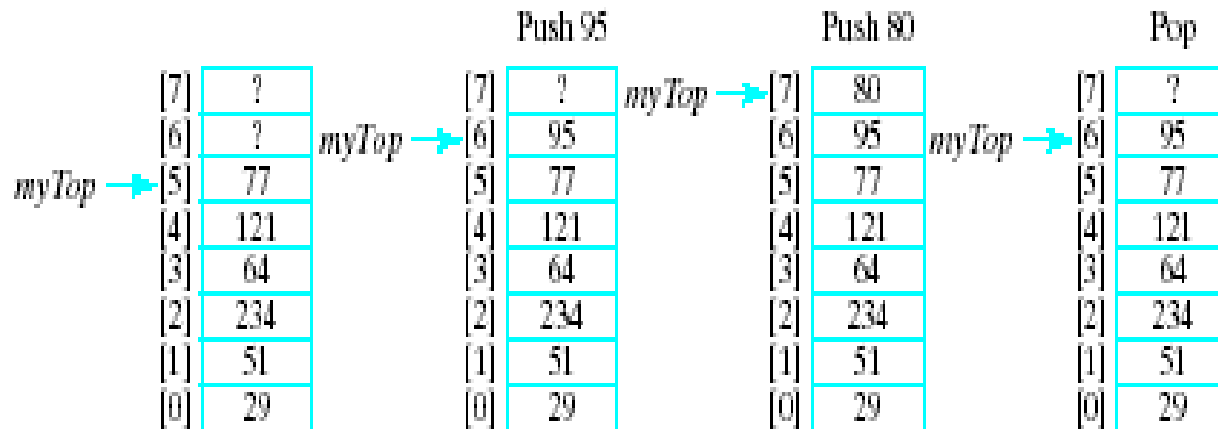 Push 95 Push 80 Pop
[7] ? [7] ? myTop [7] 80 [7] ?
[6] ? myTop [6] 95 [6] 95 myTop [6] 95
myTop [5] 77 [5] 77 [5] 77 [5] 77
[4] 121 [4] 121 [4] 121 [4] 121
[3] 64 [3] 64 [3] 64 [3] 64
[2] 234 [2] 234 [2] 234 [2] 234
[1] 51 [1] 51 [1] 51 [1] 51
[0] 29 [0] 29 [0] 29 [0] 29